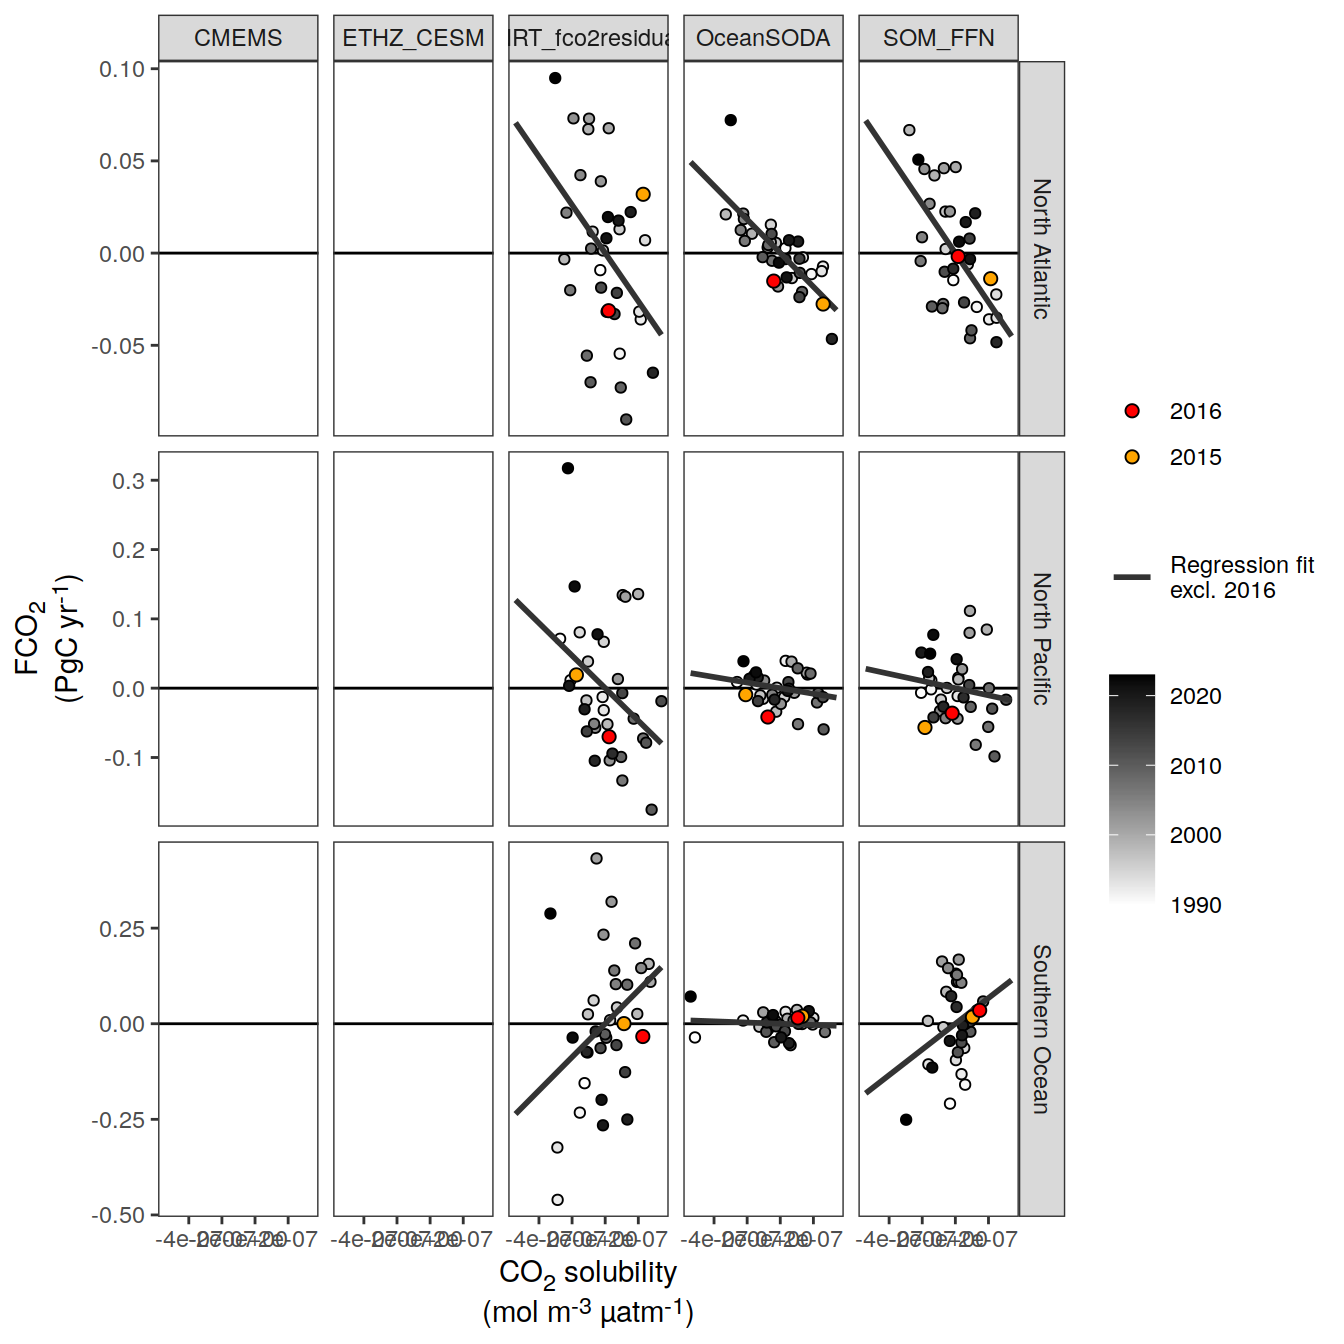 CMEMS ETHZ_CESM IRT_fco2residua OceanSODA SOM_FFN
0.10
0.05
0.00
-0.05
North Atlantic
0.3
0.2
0.1
0.0
-0.1
North Pacific
0.25
0.00
-0.25
-0.50
Southern Ocean
FCO2
(PgC yr-1)
CO2 solubility
(mol m-3 µatm-1)
2016
2015
Regression fit
excl. 2016
2020
2010
2000
1990